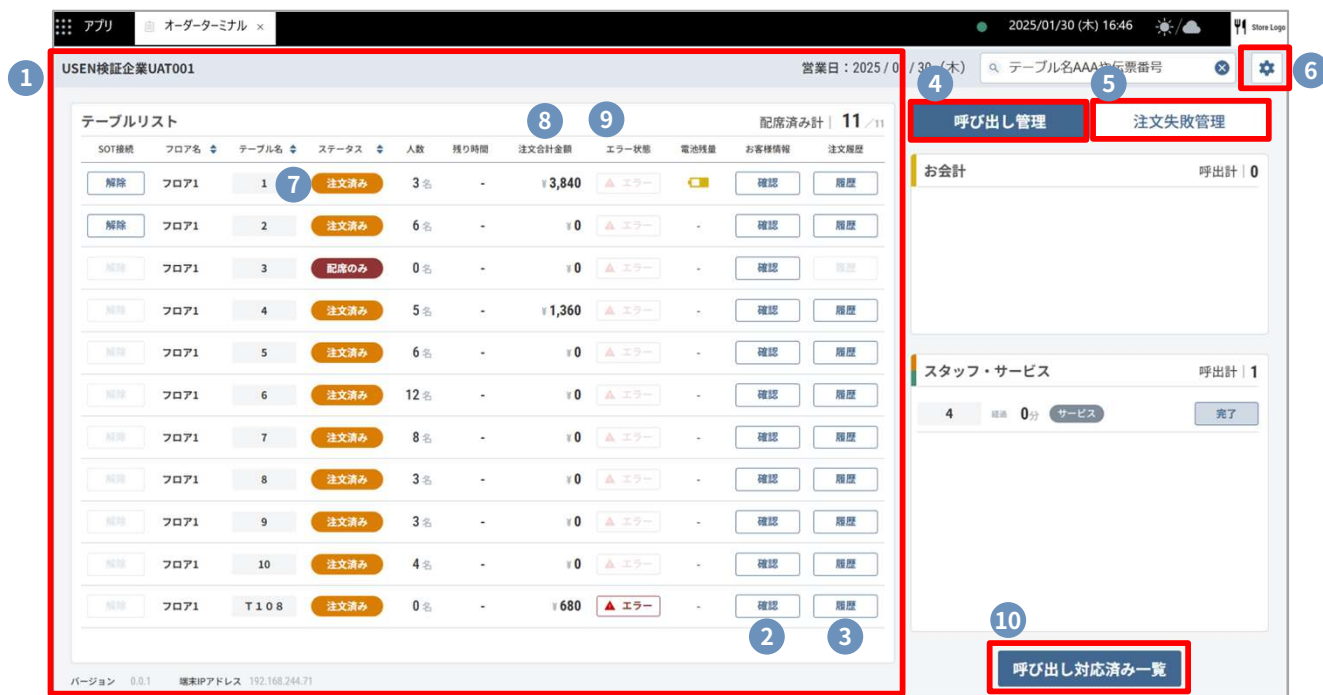 アプリ オーダーターミナル × 2025/01/30 (木) 16:46 Store Logo
1 USEN検証企業UAT001 営業日：2025 / 0 / 30 (木) テーブル名AAAや伝票番号 6
4 5
テーブルリスト 8 9 配席済み計 | 11 / 11 呼び出し管理 注文失敗管理
SOT接続 フロア名 テーブル名 ステータス 人数 残り時間 注文合計金額 エラー状態 電池残量 お客様情報 注文履歴
お会計 呼出計 | 0
解除 フロア1 1 7 注文済み 3名 - ¥3,840 エラー 確認 履歴
解除 フロア1 2 注文済み 6名 - ¥0 エラー - 確認 履歴
解除 フロア1 3 配席のみ 0名 - ¥0 エラー - 確認 履歴
解除 フロア1 4 注文済み 5名 - ¥1,360 エラー - 確認 履歴
解除 フロア1 5 注文済み 6名 - ¥0 エラー - 確認 履歴
スタッフ・サービス 呼出計 | 1
解除 フロア1 6 注文済み 12名 - ¥0 エラー - 確認 履歴
4 経過 0分 サービス 完了
解除 フロア1 7 注文済み 8名 - ¥0 エラー - 確認 履歴
解除 フロア1 8 注文済み 3名 - ¥0 エラー - 確認 履歴
解除 フロア1 9 注文済み 3名 - ¥0 エラー - 確認 履歴
解除 フロア1 10 注文済み 4名 - ¥0 エラー - 確認 履歴
解除 フロア1 T108 注文済み 0名 - ¥680 エラー - 確認 履歴
2 3 10
呼び出し対応済み一覧
バージョン 0.0.1 端末IPアドレス 192.168.244.71